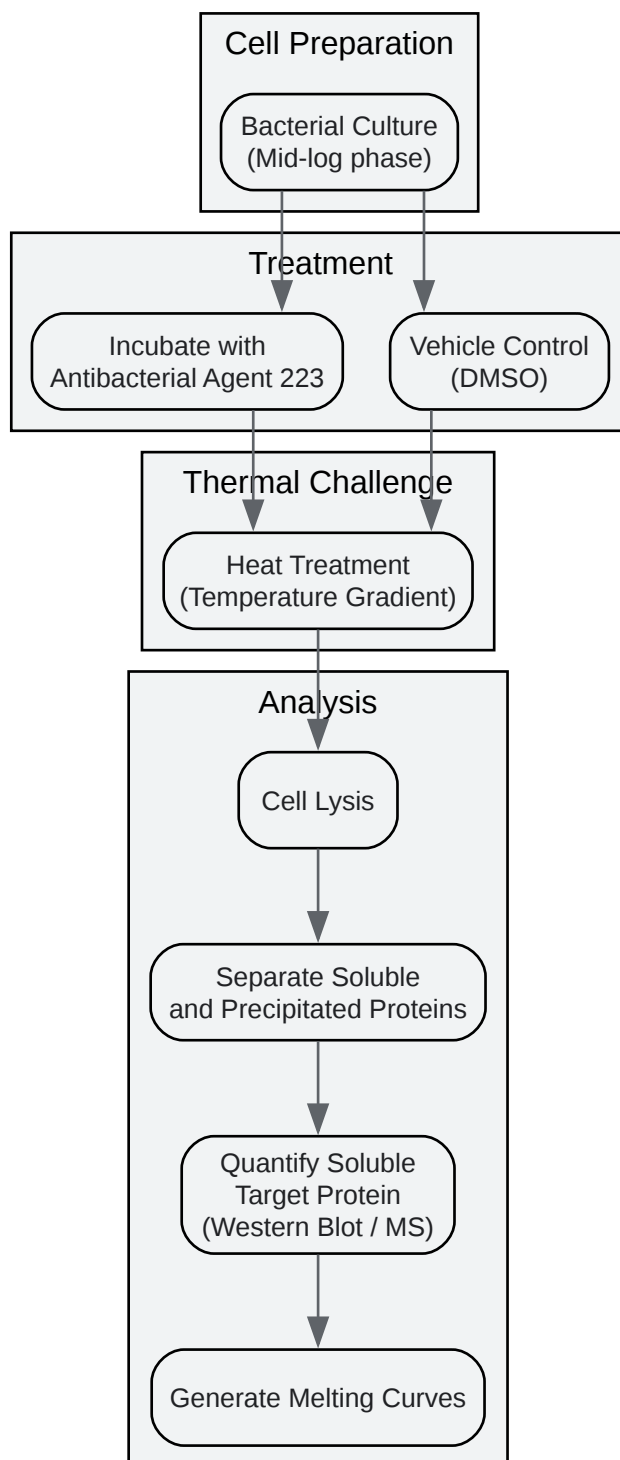 Cell Preparation
Bacterial Culture
(Mid-log phase)
Treatment
Incubate with
Antibacterial Agent 223
Vehicle Control
(DMSO)
Thermal Challenge
Heat Treatment
(Temperature Gradient)
Analysis
Cell Lysis
Separate Soluble
and Precipitated Proteins
Quantify Soluble
Target Protein
(Western Blot / MS)
Generate Melting Curves